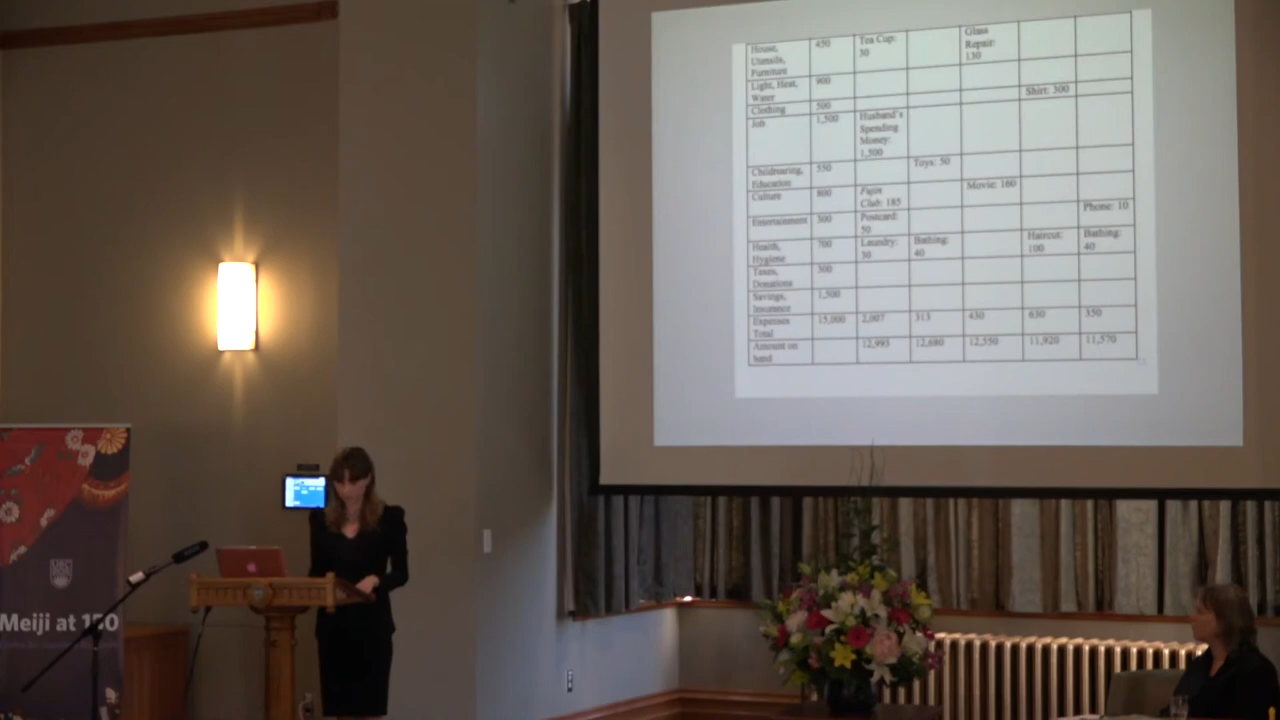 House, 450 Tea Cup: Glass
Utensils, 30 Repair:
Furniture 130
Light, Heat, 900
Water Shirt: 300
Clothing 500
Job 1,500 Husband's
Spending
Money:
1,500
Childrearing, 550 Toys: 50
Education
Culture 800 Fujin Movie: 160
Club: 185
Entertainment 500 Postcard: Phone: 10
50
Health, 700 Laundry: Bathing: Haircut: Bathing:
Hygiene 30 40 100 40
Taxes, 500
Donations
Savings, 1,500
Insurance
Expenses 15,000 2,007 313 430 630 350
Total
Amount on 12,993 12,680 12,550 11,920 11,570
hand
UBC
Meiji at 150